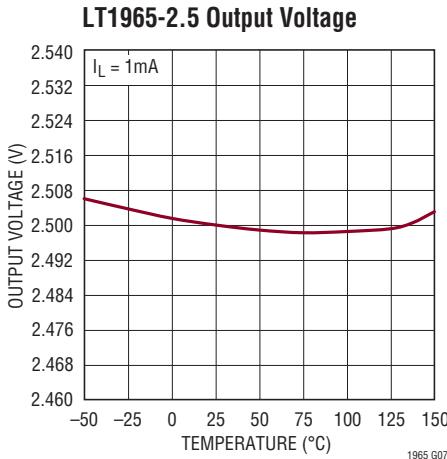 LT1965-2.5 Output Voltage
2.540
I_L = 1mA
2.532
2.524
2.516
2.508
2.500
2.492
2.484
2.476
2.468
2.460
OUTPUT VOLTAGE (V)
–50 –25 0 25 50 75 100 125 150
TEMPERATURE (°C)
1965 G07